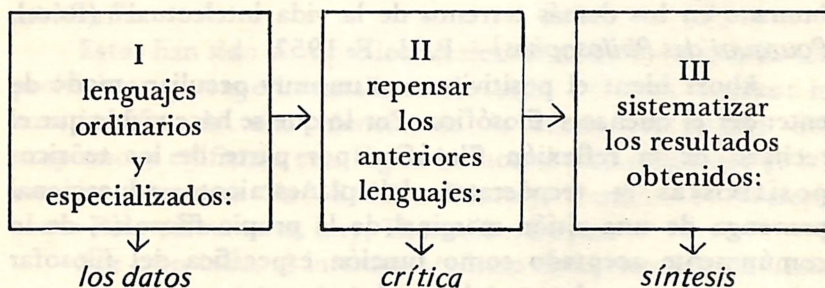 I
lenguajes
ordinarios
y
especializados:
los datos
II
repensar
los
anteriores
lenguajes:
crítica
III
sistematizar
los resultados
obtenidos:
síntesis